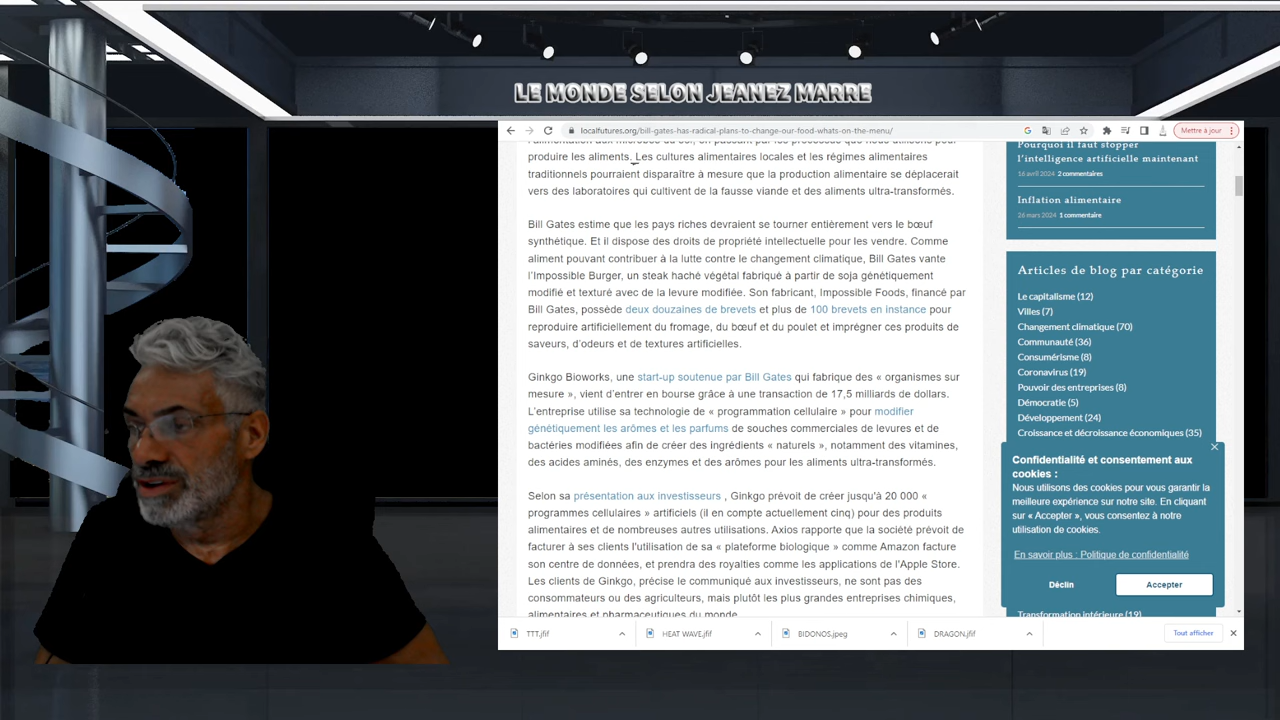 LE MONDE SELON JEANEZ MARRE
localfutures.org/bill-gates-has-radical-plans-to-change-our-food-whats-on-the-menu/
Mettre à jour
produire les aliments. Les cultures alimentaires locales et les régimes alimentaires
traditionnels pourraient disparaître à mesure que la production alimentaire se déplacerait
vers des laboratoires qui cultivent de la fausse viande et des aliments ultra-transformés.
Bill Gates estime que les pays riches devraient se tourner entièrement vers le bœuf
synthétique. Et il dispose des droits de propriété intellectuelle pour les vendre. Comme
aliment pouvant contribuer à la lutte contre le changement climatique, Bill Gates vante
l'Impossible Burger, un steak haché végétal fabriqué à partir de soja génétiquement
modifié et texturé avec de la levure modifiée. Son fabricant, Impossible Foods, financé par
Bill Gates, possède deux douzaines de brevets et plus de 100 brevets en instance pour
reproduire artificiellement du fromage, du bœuf et du poulet et imprégner ces produits de
saveurs, d'odeurs et de textures artificielles.
Ginkgo Bioworks, une start-up soutenue par Bill Gates qui fabrique des « organismes sur
mesure », vient d'entrer en bourse grâce à une transaction de 17,5 milliards de dollars.
L'entreprise utilise sa technologie de « programmation cellulaire » pour modifier
génétiquement les arômes et les parfums de souches commerciales de levures et de
bactéries modifiées afin de créer des ingrédients « naturels », notamment des vitamines,
des acides aminés, des enzymes et des arômes pour les aliments ultra-transformés.
Selon sa présentation aux investisseurs , Ginkgo prévoit de créer jusqu'à 20 000 «
programmes cellulaires » artificiels (il en compte actuellement cinq) pour des produits
alimentaires et de nombreuses autres utilisations. Axios rapporte que la société prévoit de
facturer à ses clients l'utilisation de sa « plateforme biologique » comme Amazon facture
son centre de données, et prendra des royalties comme les applications de l'Apple Store.
Les clients de Ginkgo, précise le communiqué aux investisseurs, ne sont pas des
consommateurs ou des agriculteurs, mais plutôt les plus grandes entreprises chimiques,
alimentaires et pharmaceutiques du monde.
Pourquoi il faut stopper
l'intelligence artificielle maintenant
16 avril 2024 2 commentaires
Inflation alimentaire
26 mars 2024 1 commentaire
Articles de blog par catégorie
Le capitalisme (12)
Villes (7)
Changement climatique (70)
Communauté (36)
Consumérisme (8)
Coronavirus (19)
Pouvoir des entreprises (8)
Démocratie (5)
Développement (24)
Croissance et décroissance économiques (35)
Confidentialité et consentement aux
cookies :
Nous utilisons des cookies pour vous garantir la
meilleure expérience sur notre site. En cliquant
sur « Accepter », vous consentez à notre
utilisation de cookies.
En savoir plus : Politique de confidentialité
Déclin
Accepter
Transformation intérieure (19)
TTT.jfif
HEAT WAVE.jfif
BIDONOS.jpeg
DRAGON.jfif
Tout afficher